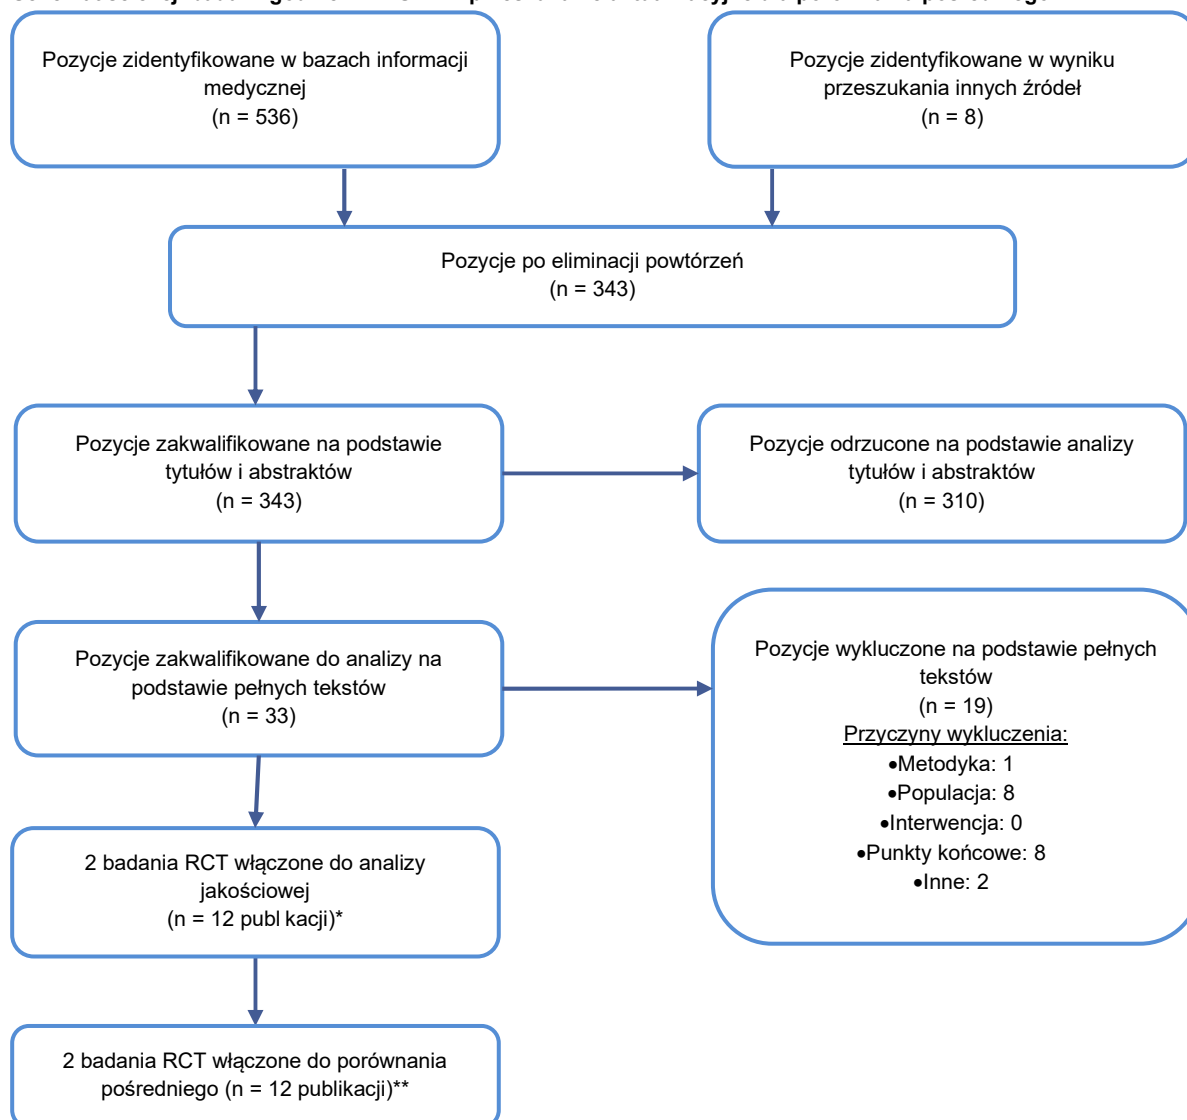 Pozycje zidentyfikowane w bazach informacji
medycznej
(n = 536)
Pozycje zidentyfikowane w wyniku
przeszukania innych źródeł
(n = 8)
Pozycje po eliminacji powtórzeń
(n = 343)
Pozycje zakwalifikowane na podstawie
tytułów i abstraktów
(n = 343)
Pozycje odrzucone na podstawie analizy
tytułów i abstraktów
(n = 310)
Pozycje zakwalifikowane do analizy na
podstawie pełnych tekstów
(n = 33)
Pozycje wykluczone na podstawie pełnych
tekstów
(n = 19)
Przyczyny wykluczenia:
•Metodyka: 1
•Populacja: 8
•Interwencja: 0
•Punkty końcowe: 8
•Inne: 2
2 badania RCT włączone do analizy
jakościowej
(n = 12 publ kacji)*
2 badania RCT włączone do porównania
pośredniego (n = 12 publikacji)**